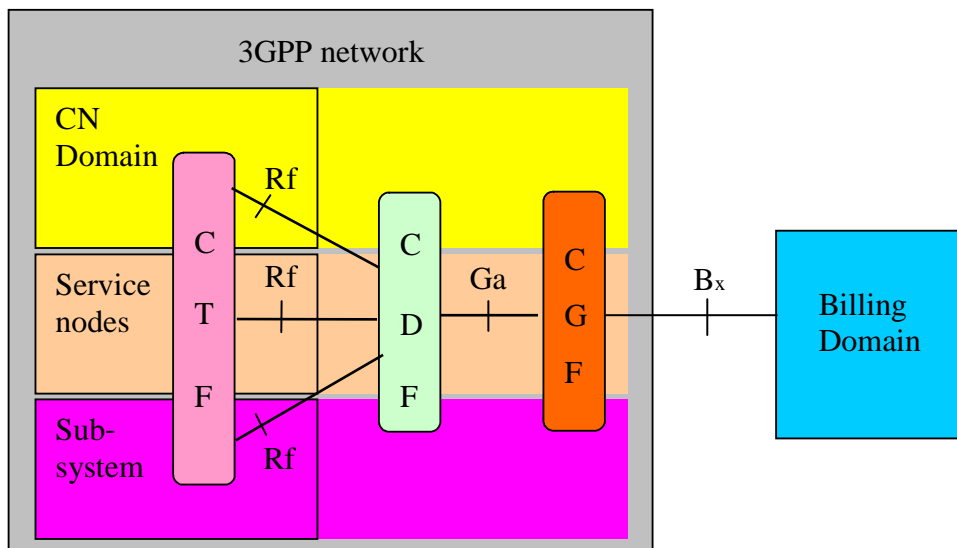 3GPP network
CN
Domain
Rf
C
T
F
Service
nodes
Rf
Sub-
system
Rf
C
D
F
Ga
C
G
F
Bx
Billing
Domain